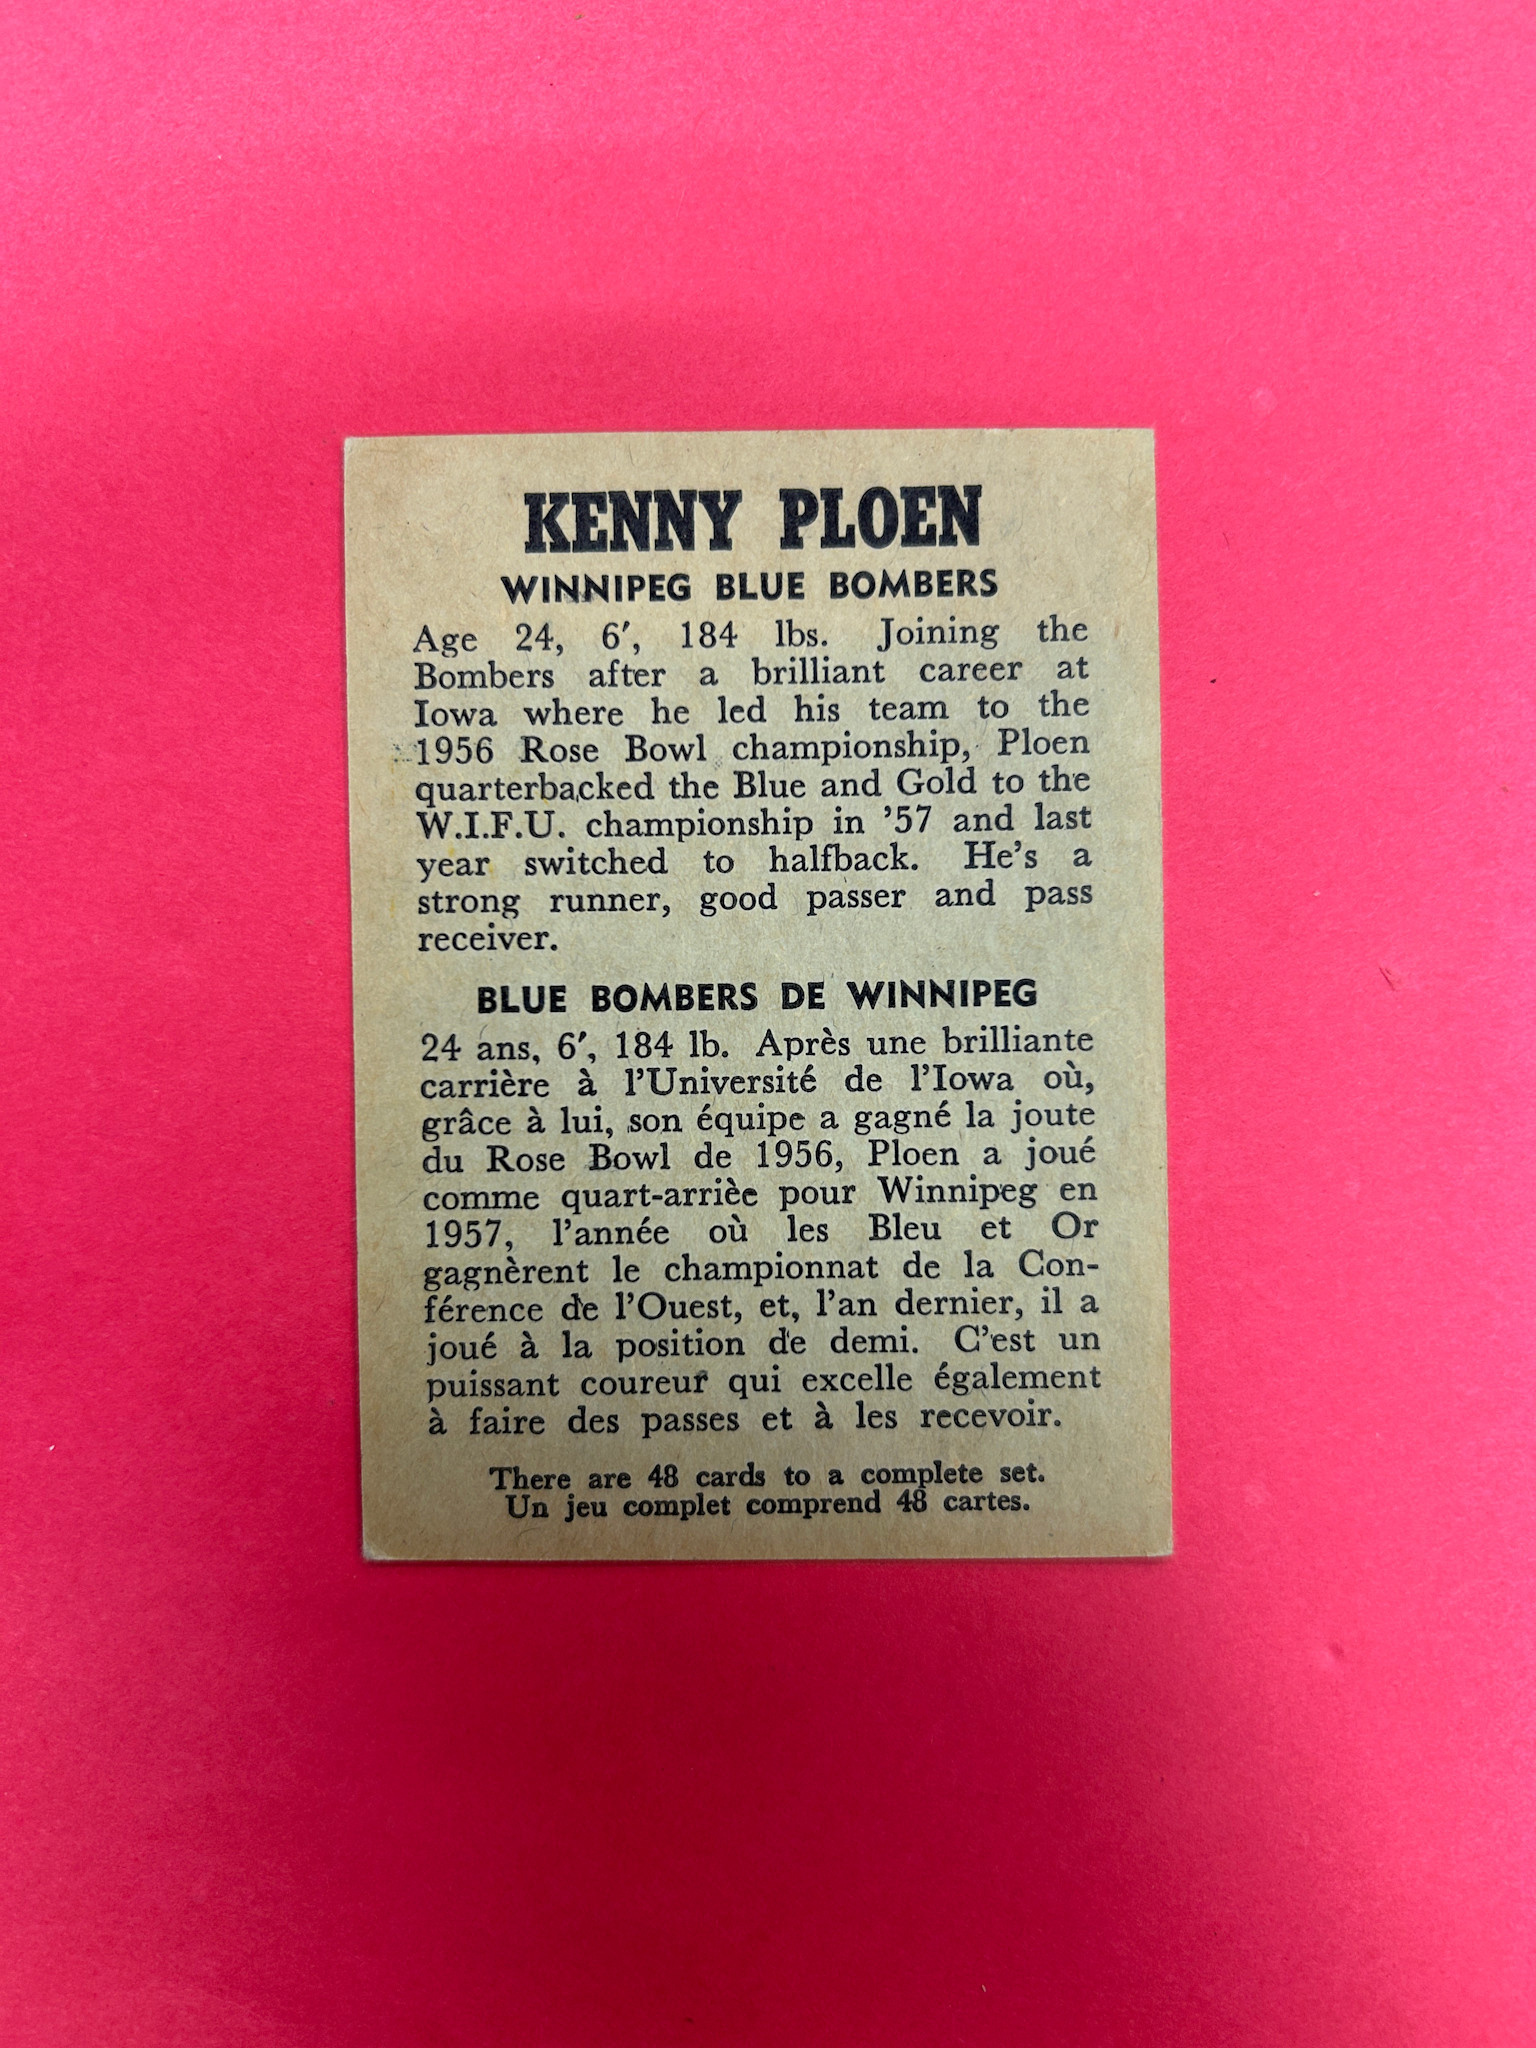 KENNY PLOEN
WINNIPEG BLUE BOMBERS
Age 24, 6′, 184 lbs. Joining the
Bombers after a brilliant career at
Iowa where he led his team to the
1956 Rose Bowl championship, Ploen
quarterbacked the Blue and Gold to the
W.I.F.U. championship in ’57 and last
year switched to halfback. He’s a
strong runner, good passer and pass
receiver.
BLUE BOMBERS DE WINNIPEG
24 ans, 6′, 184 lb. Après une brilliante
carrière à l’Université de l’Iowa où,
grâce à lui, son équipe a gagné la joute
du Rose Bowl de 1956, Ploen a joué
comme quart-arrièe pour Winnipeg en
1957, l’année où les Bleu et Or
gagnèrent le championnat de la Con-
férence de l’Ouest, et, l’an dernier, il a
joué à la position de demi. C’est un
puissant coureur qui excelle également
à faire des passes et à les recevoir.
There are 48 cards to a complete set.
Un jeu complet comprend 48 cartes.